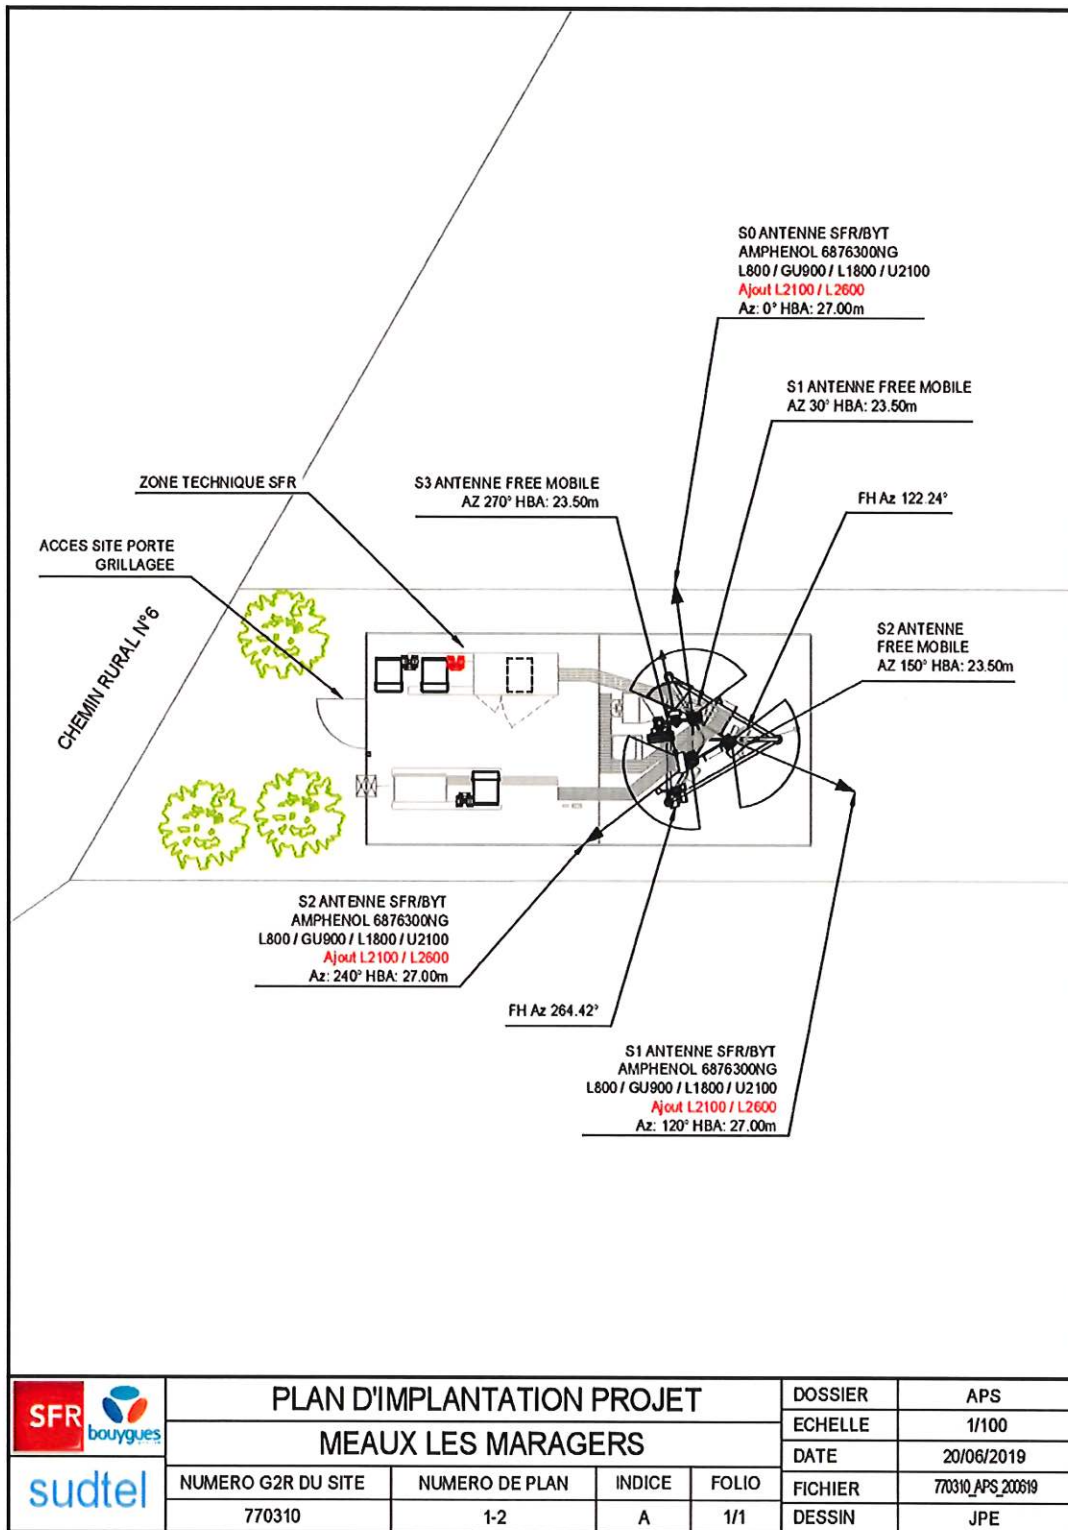 S0 ANTENNE SFR/BYT
AMPHENOL 6876300NG
L800 / GU900 / L1800 / U2100
Ajout L2100 / L2600
Az: 0° HBA: 27.00m
S1 ANTENNE FREE MOBILE
AZ 30° HBA: 23.50m
ZONE TECHNIQUE SFR
S3 ANTENNE FREE MOBILE
AZ 270° HBA: 23.50m
FH Az 122.24°
ACCES SITE PORTE
GRILLAGEE
CHEMIN RURAL N°6
S2 ANTENNE
FREE MOBILE
AZ 150° HBA: 23.50m
S2 ANTENNE SFR/BYT
AMPHENOL 6876300NG
L800 / GU900 / L1800 / U2100
Ajout L2100 / L2600
Az: 240° HBA: 27.00m
FH Az 264.42°
S1 ANTENNE SFR/BYT
AMPHENOL 6876300NG
L800 / GU900 / L1800 / U2100
Ajout L2100 / L2600
Az: 120° HBA: 27.00m
SFR
bouygues
sudtel
PLAN D'IMPLANTATION PROJET
MEAUX LES MARAGERS
NUMERO G2R DU SITE
NUMERO DE PLAN
INDICE
FOLIO
770310
1-2
A
1/1
DOSSIER
APS
ECHELLE
1/100
DATE
20/06/2019
FICHIER
770310_APS_200619
DESSIN
JPE